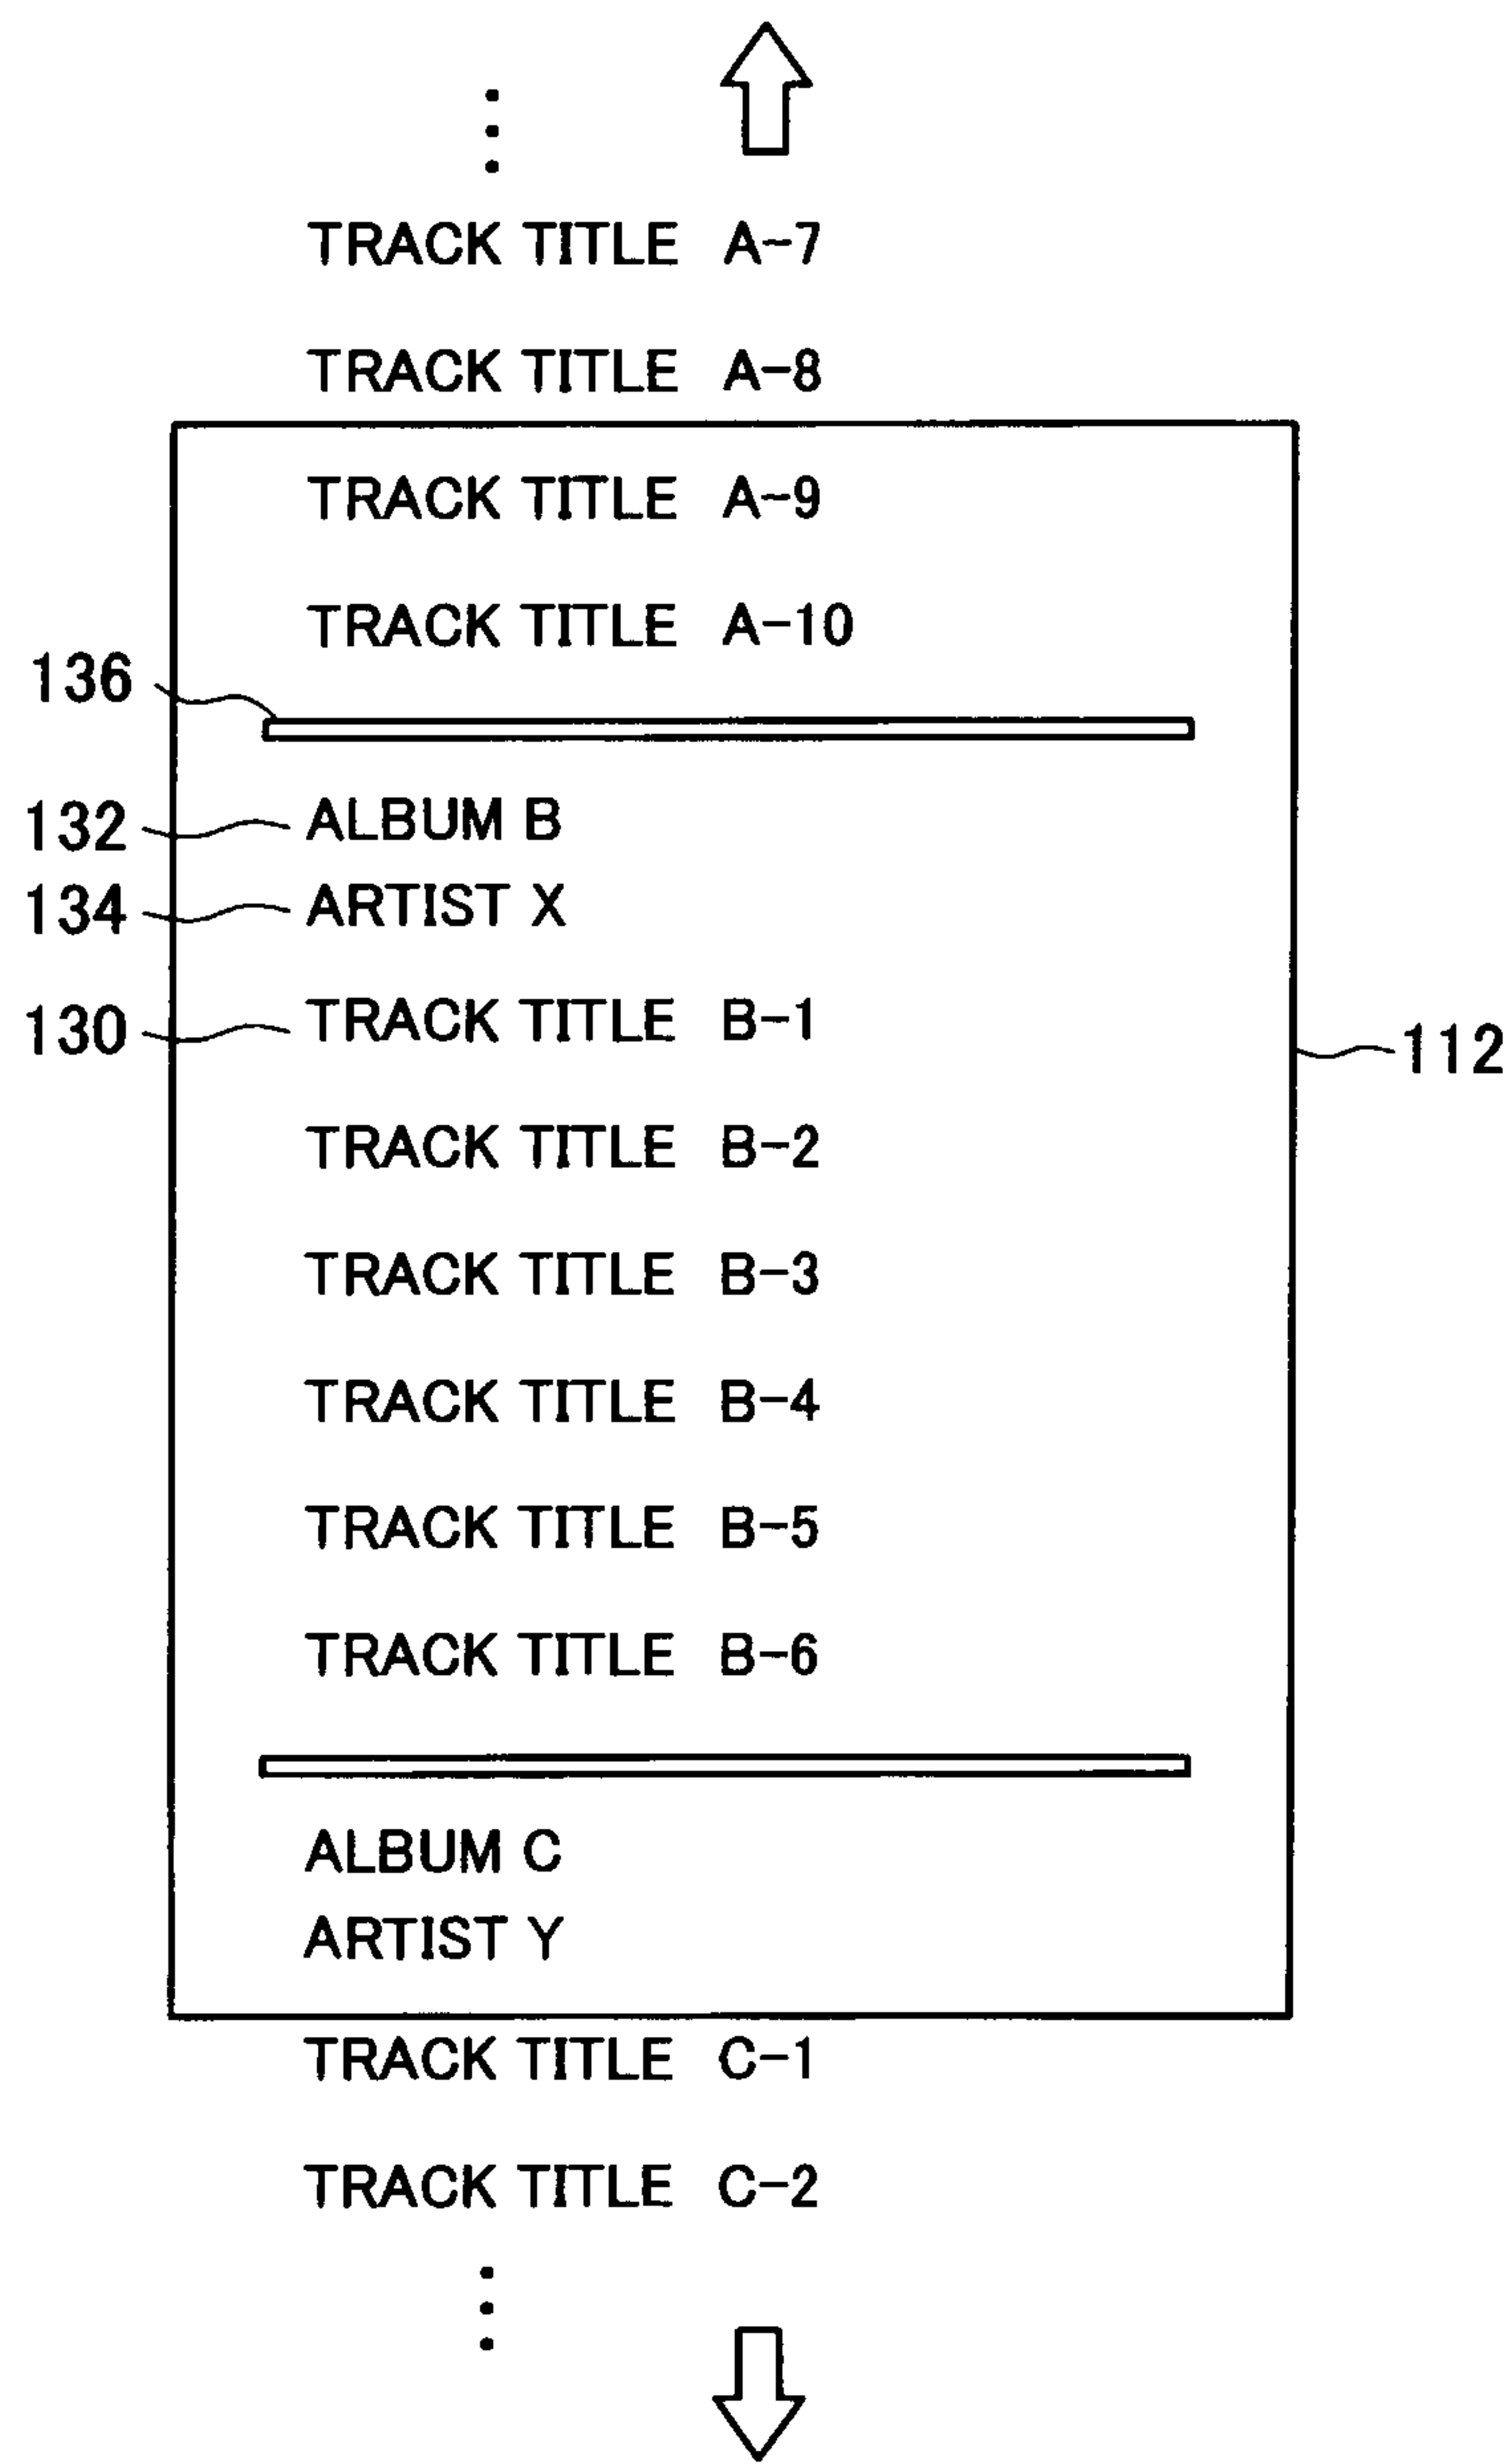 TRACK TITLE A-7
TRACK TITLE A-8
TRACK TITLE A-9
TRACK TITLE A-10
136
132 ALBUM B
134 ARTIST X
130 TRACK TITLE B-1
112
TRACK TITLE B-2
TRACK TITLE B-3
TRACK TITLE B-4
TRACK TITLE B-5
TRACK TITLE B-6
ALBUM C
ARTIST Y
TRACK TITLE C-1
TRACK TITLE C-2